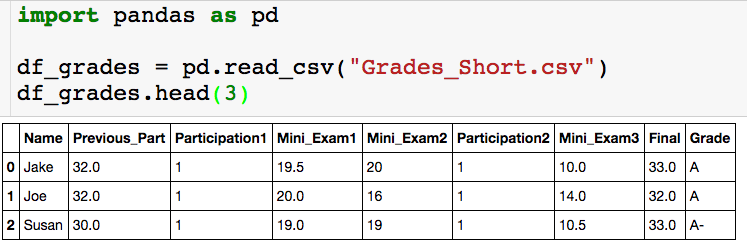 import pandas as pd
df_grades = pd.read_csv("Grades_Short.csv")
df_grades.head(3)
Name Previous_Part Participation1 Mini_Exam1 Mini_Exam2 Participation2 Mini_Exam3 Final Grade
0 Jake 32.0 1 19.5 20 1 10.0 33.0 A
1 Joe 32.0 1 20.0 16 1 14.0 32.0 A
2 Susan 30.0 1 19.0 19 1 10.5 33.0 A-